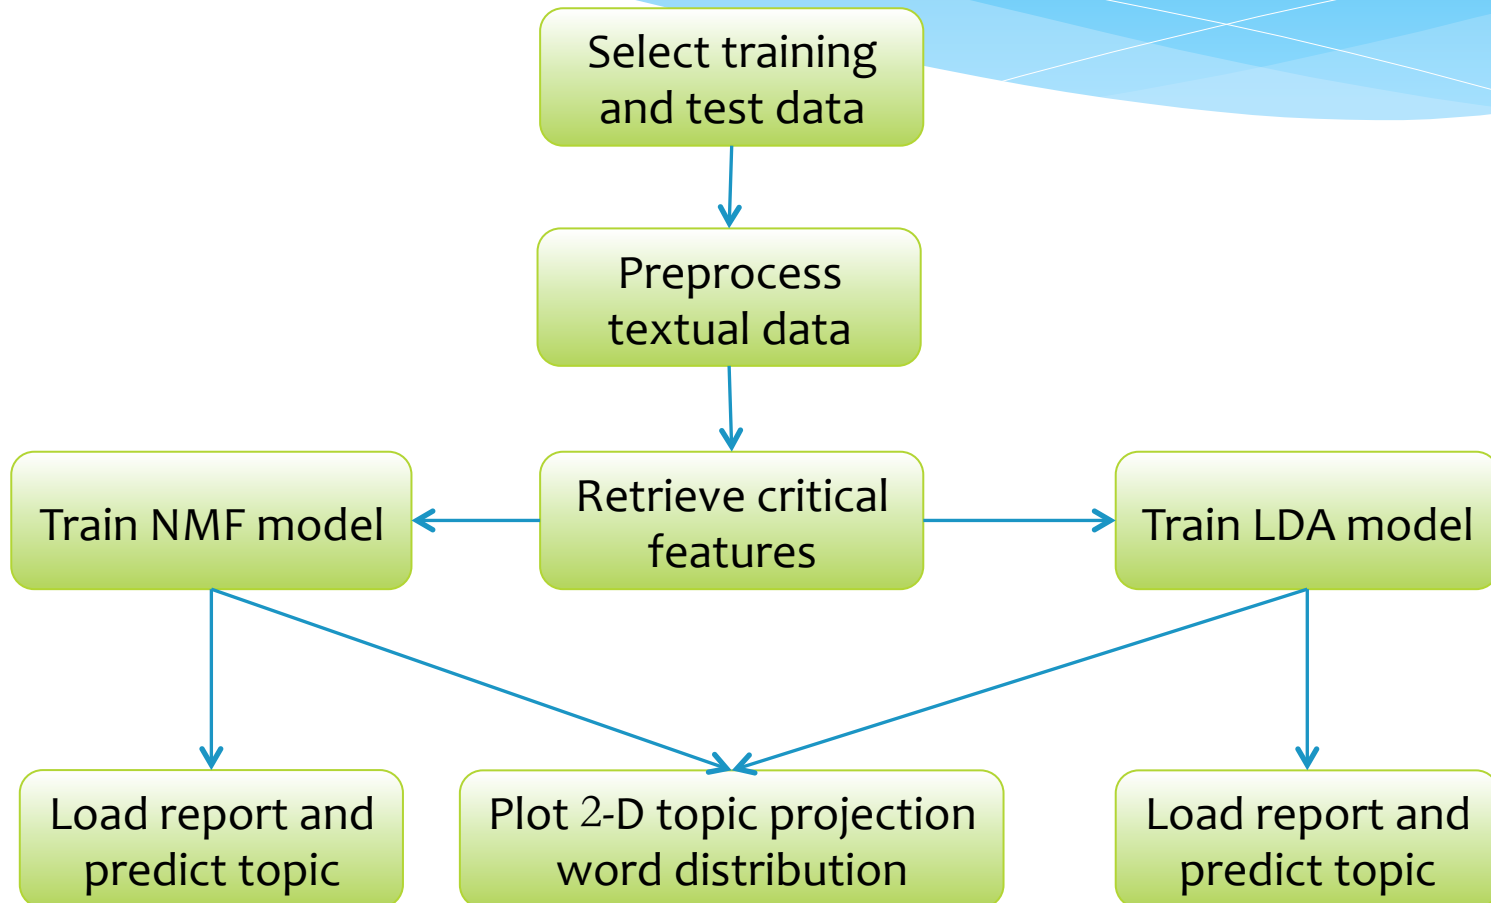 Select training
and test data
Preprocess
textual data
Train NMF model
Retrieve critical
features
Train LDA model
Load report and
predict topic
Plot 2-D topic projection
word distribution
Load report and
predict topic